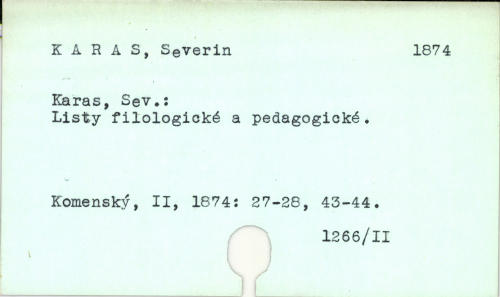 K A R A S, Severin 1874
Karas, Sev.:
Listy filologické a pedagogické.
Komenský, II, 1874: 27-28, 43-44.
1266/II